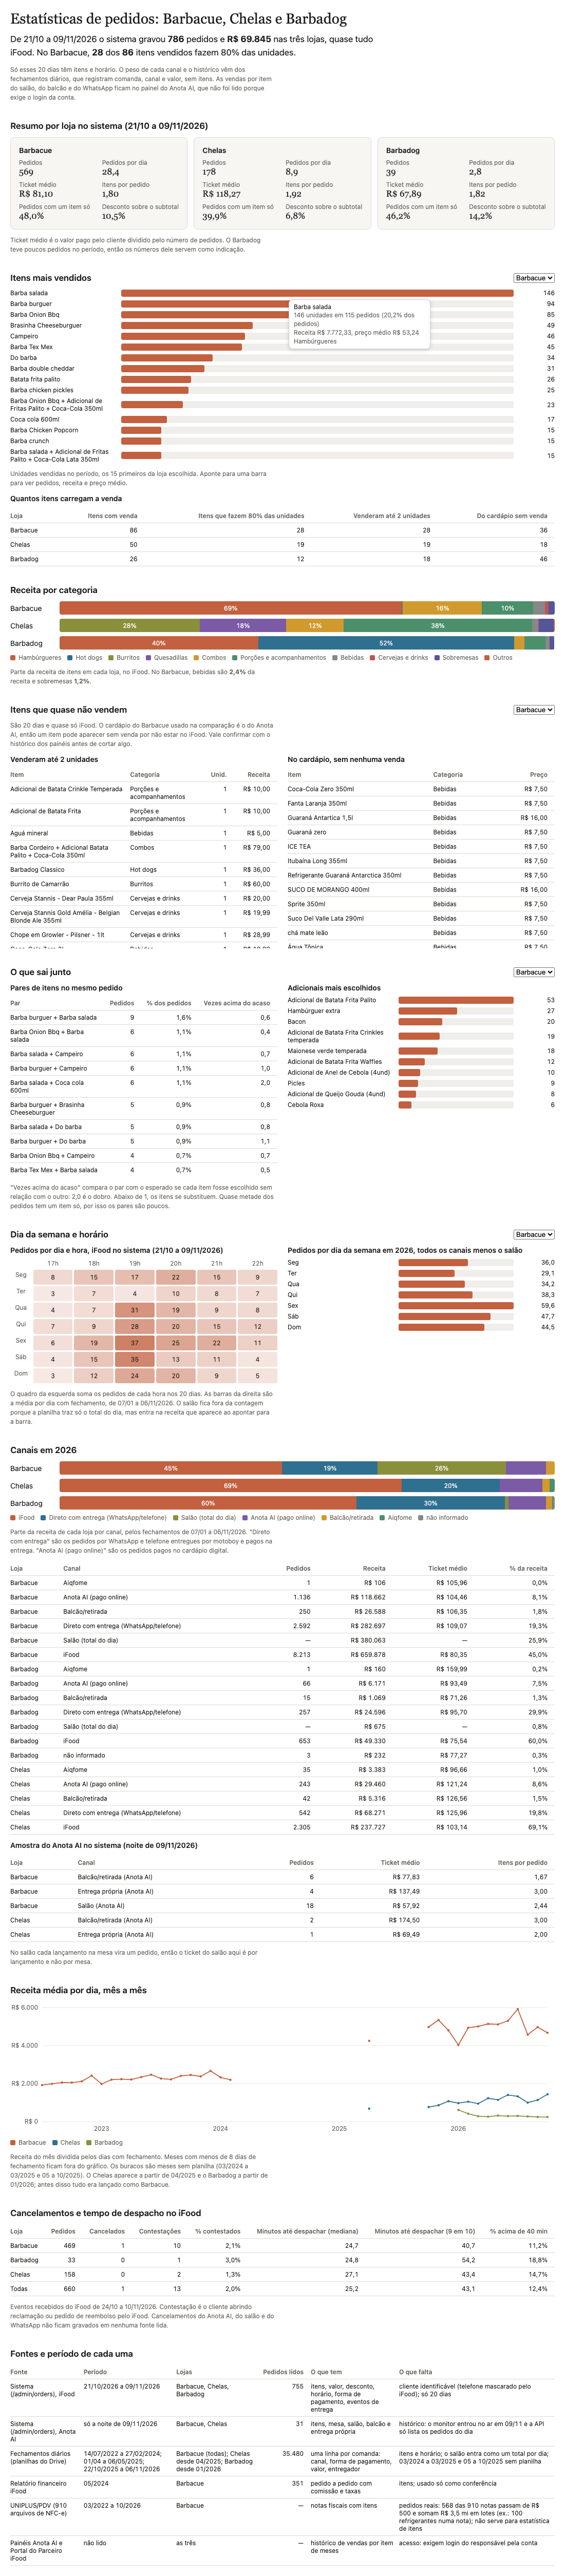 Estatísticas de pedidos: Barbacue, Chelas e Barbadog
De 21/10 a 09/11/2026 o sistema gravou 786 pedidos e R$ 69.845 nas três lojas, quase tudo
iFood. No Barbacue, 28 dos 86 itens vendidos fazem 80% das unidades.
Só esses 20 dias têm itens e horário. O peso de cada canal e o histórico vêm dos
fechamentos diários, que registram comanda, canal e valor, sem itens. As vendas por item
do salão, do balcão e do WhatsApp ficam no painel do Anota AI, que não foi lido porque
exige o login da conta.
Resumo por loja no sistema (21/10 a 09/11/2026)
Barbacue
Pedidos Pedidos por dia
569 28,4
Ticket médio Itens por pedido
R$ 81,10 1,80
Pedidos com um item só Desconto sobre o subtotal
48,0% 10,5%
Chelas
Pedidos Pedidos por dia
178 8,9
Ticket médio Itens por pedido
R$ 118,27 1,92
Pedidos com um item só Desconto sobre o subtotal
39,9% 6,8%
Barbadog
Pedidos Pedidos por dia
39 2,8
Ticket médio Itens por pedido
R$ 67,89 1,82
Pedidos com um item só Desconto sobre o subtotal
46,2% 14,2%
Ticket médio é o valor pago pelo cliente dividido pelo número de pedidos. O Barbadog
teve poucos pedidos no período, então os números dele servem como indicação.
Itens mais vendidos Barbacue
Barba salada 146
Barba burguer 94
Barba Onion Bbq 85
Brasinha Cheeseburguer 49
Campeiro 46
Barba Tex Mex 45
Do barba 34
Barba double cheddar 31
Batata frita palito 26
Barba chicken pickles 25
Barba Onion Bbq + Adicional de
Fritas Palito + Coca-Cola 350ml 23
Coca cola 600ml 17
Barba Chicken Popcorn 15
Barba crunch 15
Barba salada + Adicional de Fritas
Palito + Coca-Cola Lata 350ml 15
Barba salada
146 unidades em 115 pedidos (20,2% dos
pedidos)
Receita R$ 7.772,33, preço médio R$ 53,24
Hambúrgueres
Unidades vendidas no período, os 15 primeiros da loja escolhida. Aponte para uma barra
para ver pedidos, receita e preço médio.
Quantos itens carregam a venda
Loja Itens com venda Itens que fazem 80% das unidades Venderam até 2 unidades Do cardápio sem venda
Barbacue 86 28 28 36
Chelas 50 19 19 18
Barbadog 26 12 18 46
Receita por categoria
Barbacue 69% 16% 10%
Chelas 28% 18% 12% 38%
Barbadog 40% 52%
Hambúrgueres Hot dogs Burritos Quesadillas Combos Porções e acompanhamentos Bebidas Cervejas e drinks Sobremesas Outros
Parte da receita de itens em cada loja, no iFood. No Barbacue, bebidas são 2,4% da
receita e sobremesas 1,2%.
Itens que quase não vendem Barbacue
São 20 dias e quase só iFood. O cardápio do Barbacue usado na comparação é o do Anota
AI, então um item pode aparecer sem venda por não estar no iFood. Vale confirmar com o
histórico dos painéis antes de cortar algo.
Venderam até 2 unidades
Item Categoria Unid. Receita
Adicional de Batata Crinkle Temperada Porções e
acompanhamentos 1 R$ 10,00
Adicional de Batata Frita Porções e
acompanhamentos 1 R$ 10,00
Aguá mineral Bebidas 1 R$ 5,00
Barba Cordeiro + Adicional Batata
Palito + Coca-Cola 350ml Combos 1 R$ 79,00
Barbadog Classico Hot dogs 1 R$ 36,00
Burrito de Camarrão Burritos 1 R$ 60,00
Cerveja Stannis - Dear Paula 355ml Cervejas e drinks 1 R$ 20,00
Cerveja Stannis Gold Amélia - Belgian
Blonde Ale 355ml Cervejas e drinks 1 R$ 19,99
Chope em Growler - Pilsner - 1lt Cervejas e drinks 1 R$ 28,99
No cardápio, sem nenhuma venda
Item Categoria Preço
Coca-Cola Zero 350ml Bebidas R$ 7,50
Fanta Laranja 350ml Bebidas R$ 7,50
Guaraná Antartica 1,5l Bebidas R$ 16,00
Guaraná zero Bebidas R$ 7,50
ICE TEA Bebidas R$ 7,50
Itubaína Long 355ml Bebidas R$ 7,50
Refrigerante Guaraná Antarctica 350ml Bebidas R$ 7,50
SUCO DE MORANGO 400ml Bebidas R$ 16,00
Sprite 350ml Bebidas R$ 7,50
Suco Del Valle Lata 290ml Bebidas R$ 7,50
chá mate leão Bebidas R$ 7,50
Água Tônica Bebidas R$ 7,50
O que sai junto Barbacue
Pares de itens no mesmo pedido
Par Pedidos % dos pedidos Vezes acima do acaso
Barba burguer + Barba salada 9 1,6% 0,6
Barba Onion Bbq + Barba
salada 6 1,1% 0,4
Barba salada + Campeiro 6 1,1% 0,7
Barba burguer + Campeiro 6 1,1% 1,0
Barba salada + Coca cola
600ml 6 1,1% 2,0
Barba burguer + Brasinha
Cheeseburguer 5 0,9% 0,8
Barba salada + Do barba 5 0,9% 0,8
Barba burguer + Do barba 5 0,9% 1,1
Barba Onion Bbq + Campeiro 4 0,7% 0,7
Barba Tex Mex + Barba salada 4 0,7% 0,5
"Vezes acima do acaso" compara o par com o esperado se cada item fosse escolhido sem
relação com o outro: 2,0 é o dobro. Abaixo de 1, os itens se substituem. Quase metade dos
pedidos tem um item só, por isso os pares são poucos.
Adicionais mais escolhidos
Adicional de Batata Frita Palito 53
Hambúrguer extra 27
Bacon 20
Adicional de Batata Frita Crinkles
temperada 19
Maionese verde temperada 18
Adicional de Batata Frita Waffles 12
Adicional de Anel de Cebola (4und) 10
Picles 9
Adicional de Queijo Gouda (4und) 8
Cebola Roxa 6
Dia da semana e horário Barbacue
Pedidos por dia e hora, iFood no sistema (21/10 a 09/11/2026)
17h 18h 19h 20h 21h 22h
Seg 8 15 17 22 15 9
Ter 3 7 4 10 8 7
Qua 4 7 31 19 9 8
Qui 7 9 28 20 15 12
Sex 6 19 37 25 22 11
Sáb 4 15 35 13 11 4
Dom 3 12 24 20 9 5
O quadro da esquerda soma os pedidos de cada hora nos 20 dias. As barras da direita são
a média por dia com fechamento, de 07/01 a 06/11/2026. O salão fica fora da contagem
porque a planilha traz só o total do dia, mas entra na receita que aparece ao apontar para
a barra.
Pedidos por dia da semana em 2026, todos os canais menos o salão
Seg 36,0
Ter 29,1
Qua 34,2
Qui 38,3
Sex 59,6
Sáb 47,7
Dom 44,5
Canais em 2026
Barbacue 45% 19% 26%
Chelas 69% 20%
Barbadog 60% 30%
iFood Direto com entrega (WhatsApp/telefone) Salão (total do dia) Anota AI (pago online) Balcão/retirada Aiqfome não informado
Parte da receita de cada loja por canal, pelos fechamentos de 07/01 a 06/11/2026. "Direto
com entrega" são os pedidos por WhatsApp e telefone entregues por motoboy e pagos na
entrega. "Anota AI (pago online)" são os pedidos pagos no cardápio digital.
Loja Canal Pedidos Receita Ticket médio % da receita
Barbacue Aiqfome 1 R$ 106 R$ 105,96 0,0%
Barbacue Anota AI (pago online) 1.136 R$ 118.662 R$ 104,46 8,1%
Barbacue Balcão/retirada 250 R$ 26.588 R$ 106,35 1,8%
Barbacue Direto com entrega (WhatsApp/telefone) 2.592 R$ 282.697 R$ 109,07 19,3%
Barbacue Salão (total do dia) — R$ 380.063 — 25,9%
Barbacue iFood 8.213 R$ 659.878 R$ 80,35 45,0%
Barbadog Aiqfome 1 R$ 160 R$ 159,99 0,2%
Barbadog Anota AI (pago online) 66 R$ 6.171 R$ 93,49 7,5%
Barbadog Balcão/retirada 15 R$ 1.069 R$ 71,26 1,3%
Barbadog Direto com entrega (WhatsApp/telefone) 257 R$ 24.596 R$ 95,70 29,9%
Barbadog Salão (total do dia) — R$ 675 — 0,8%
Barbadog iFood 653 R$ 49.330 R$ 75,54 60,0%
Barbadog não informado 3 R$ 232 R$ 77,27 0,3%
Chelas Aiqfome 35 R$ 3.383 R$ 96,66 1,0%
Chelas Anota AI (pago online) 243 R$ 29.460 R$ 121,24 8,6%
Chelas Balcão/retirada 42 R$ 5.316 R$ 126,56 1,5%
Chelas Direto com entrega (WhatsApp/telefone) 542 R$ 68.271 R$ 125,96 19,8%
Chelas iFood 2.305 R$ 237.727 R$ 103,14 69,1%
Amostra do Anota AI no sistema (noite de 09/11/2026)
Loja Canal Pedidos Ticket médio Itens por pedido
Barbacue Balcão/retirada (Anota AI) 6 R$ 77,83 1,67
Barbacue Entrega própria (Anota AI) 4 R$ 137,49 3,00
Barbacue Salão (Anota AI) 18 R$ 57,92 2,44
Chelas Balcão/retirada (Anota AI) 2 R$ 174,50 3,00
Chelas Entrega própria (Anota AI) 1 R$ 69,49 2,00
No salão cada lançamento na mesa vira um pedido, então o ticket do salão aqui é por
lançamento e não por mesa.
Receita média por dia, mês a mês
R$ 6.000
R$ 4.000
R$ 2.000
R$ 0
2023 2024 2025 2026
Barbacue Chelas Barbadog
Receita do mês dividida pelos dias com fechamento. Meses com menos de 8 dias de
fechamento ficam fora do gráfico. Os buracos são meses sem planilha (03/2024 a
03/2025 e 05 a 10/2025). O Chelas aparece a partir de 04/2025 e o Barbadog a partir de
01/2026; antes disso tudo era lançado como Barbacue.
Cancelamentos e tempo de despacho no iFood
Loja Pedidos Cancelados Contestações % contestados Minutos até despachar (mediana) Minutos até despachar (9 em 10) % acima de 40 min
Barbacue 469 1 10 2,1% 24,7 40,7 11,2%
Barbadog 33 0 1 3,0% 24,8 54,2 18,8%
Chelas 158 0 2 1,3% 27,1 43,4 14,7%
Todas 660 1 13 2,0% 25,2 43,1 12,4%
Eventos recebidos do iFood de 24/10 a 10/11/2026. Contestação é o cliente abrindo
reclamação ou pedido de reembolso pelo iFood. Cancelamentos do Anota AI, do salão e do
WhatsApp não ficam gravados em nenhuma fonte lida.
Fontes e período de cada uma
Fonte Período Lojas Pedidos lidos O que tem O que falta
Sistema
(/admin/orders), iFood 21/10/2026 a 09/11/2026 Barbacue, Chelas,
Barbadog 755 itens, valor, desconto,
horário, forma de
pagamento, eventos de
entrega cliente identificável (telefone mascarado pelo
iFood); só 20 dias
Sistema
(/admin/orders), Anota
AI só a noite de 09/11/2026 Barbacue, Chelas 31 itens, mesa, salão, balcão e
entrega própria histórico: o monitor entrou no ar em 09/11 e a API
só lista os pedidos do dia
Fechamentos diários
(planilhas do Drive) 14/07/2022 a 27/02/2024;
01/04 a 06/05/2025;
22/10/2025 a 06/11/2026 Barbacue (todas); Chelas
desde 04/2025; Barbadog
desde 01/2026 35.480 uma linha por comanda:
canal, forma de pagamento,
valor, entregador itens e horário; o salão entra como um total por dia;
03/2024 a 03/2025 e 05 a 10/2025 sem planilha
Relatório financeiro
iFood 05/2024 Barbacue 351 pedido a pedido com
comissão e taxas itens; usado só como conferência
UNIPLUS/PDV (910
arquivos de NFC-e) 03/2022 a 10/2026 Barbacue — notas fiscais com itens pedidos reais: 568 das 910 notas passam de R$
500 e somam R$ 3,5 mi em lotes (ex.: 100
refrigerantes numa nota); não serve para estatística
de itens
Painéis Anota AI e
Portal do Parceiro
iFood não lido as três — histórico de vendas por item
de meses acesso: exigem login do responsável pela conta